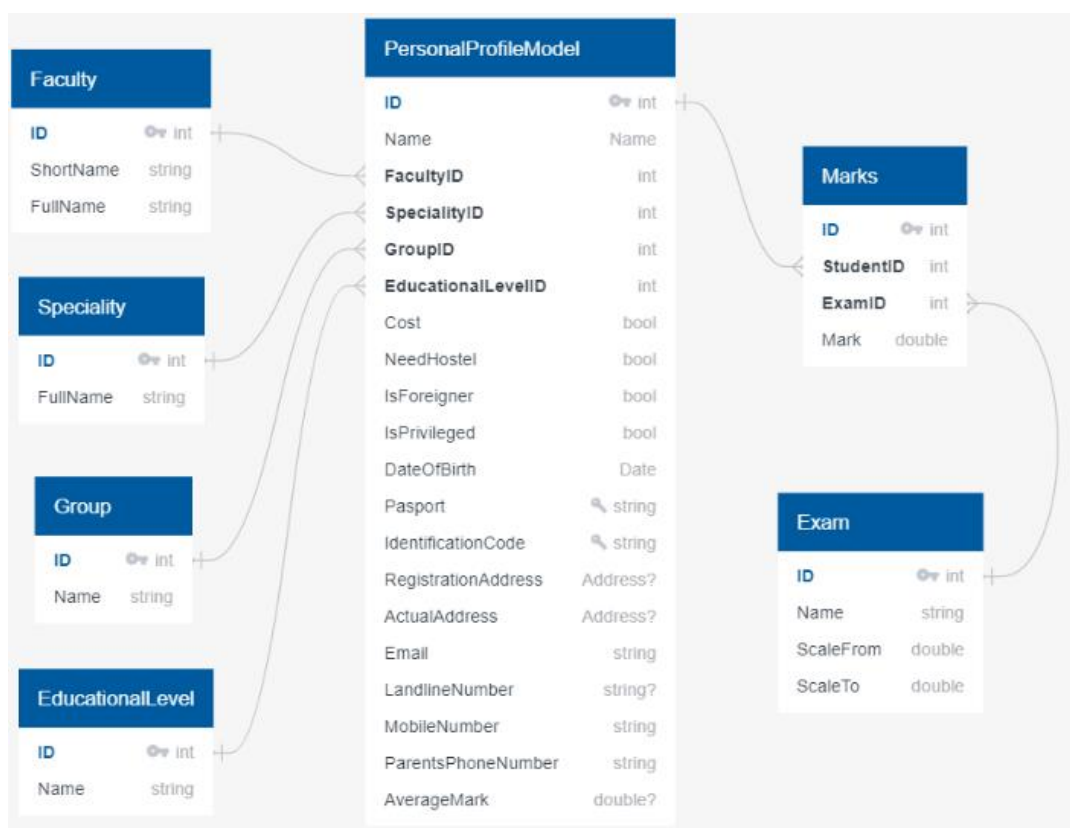 Faculty
ID int
ShortName string
FullName string
Speciality
ID int
FullName string
Group
ID int
Name string
EducationalLevel
ID int
Name string
PersonalProfileModel
ID int
Name Name
FacultyID int
SpecialityID int
GroupID int
EducationalLevelID int
Cost bool
NeedHostel bool
IsForeigner bool
IsPrivileged bool
DateOfBirth Date
Pasport string
IdentificationCode string
RegistrationAddress Address?
ActualAddress Address?
Email string
LandlineNumber string?
MobileNumber string
ParentsPhoneNumber string
AverageMark double?
Marks
ID int
StudentID int
ExamID int
Mark double
Exam
ID int
Name string
ScaleFrom double
ScaleTo double